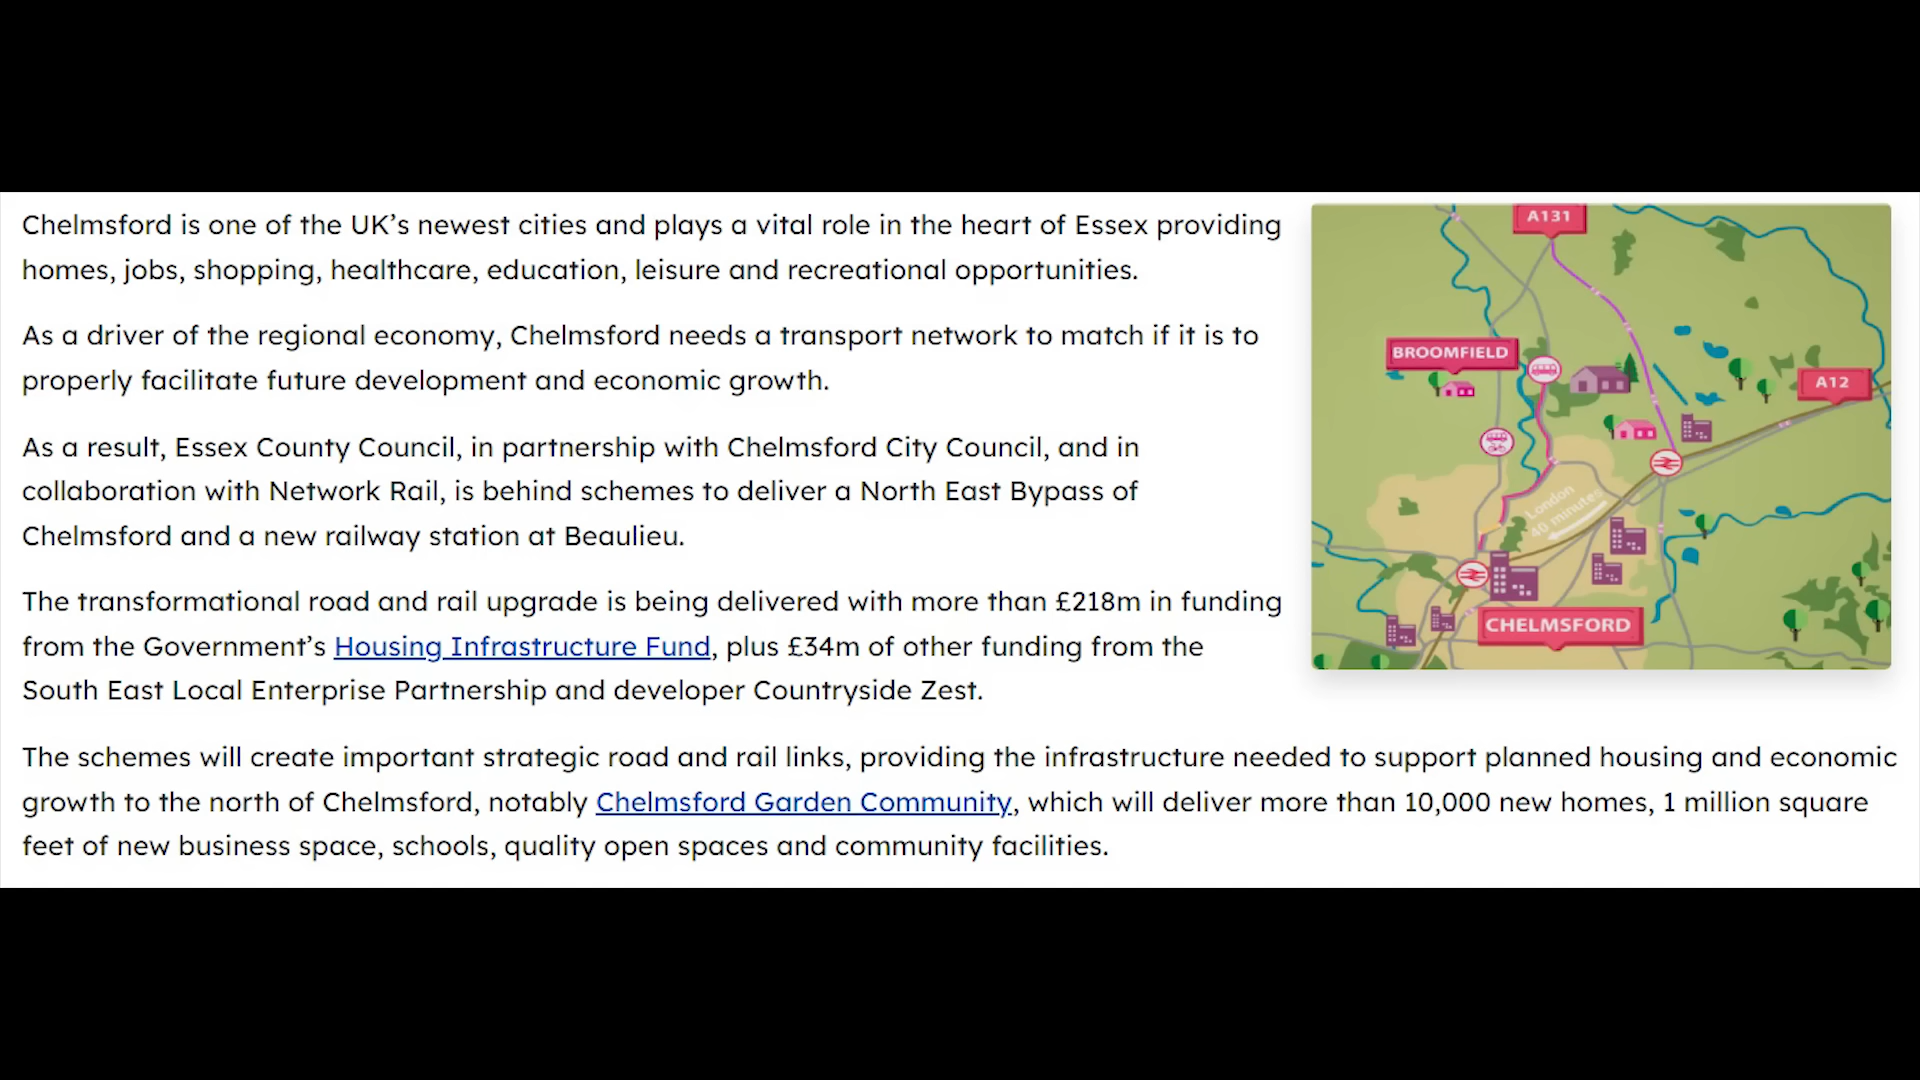 Chelmsford is one of the UK’s newest cities and plays a vital role in the heart of Essex providing
homes, jobs, shopping, healthcare, education, leisure and recreational opportunities.
As a driver of the regional economy, Chelmsford needs a transport network to match if it is to
properly facilitate future development and economic growth.
As a result, Essex County Council, in partnership with Chelmsford City Council, and in
collaboration with Network Rail, is behind schemes to deliver a North East Bypass of
Chelmsford and a new railway station at Beaulieu.
The transformational road and rail upgrade is being delivered with more than £218m in funding
from the Government’s Housing Infrastructure Fund, plus £34m of other funding from the
South East Local Enterprise Partnership and developer Countryside Zest.
The schemes will create important strategic road and rail links, providing the infrastructure needed to support planned housing and economic
growth to the north of Chelmsford, notably Chelmsford Garden Community, which will deliver more than 10,000 new homes, 1 million square
feet of new business space, schools, quality open spaces and community facilities.
A131
BROOMFIELD
A12
London
40 minutes
CHELMSFORD